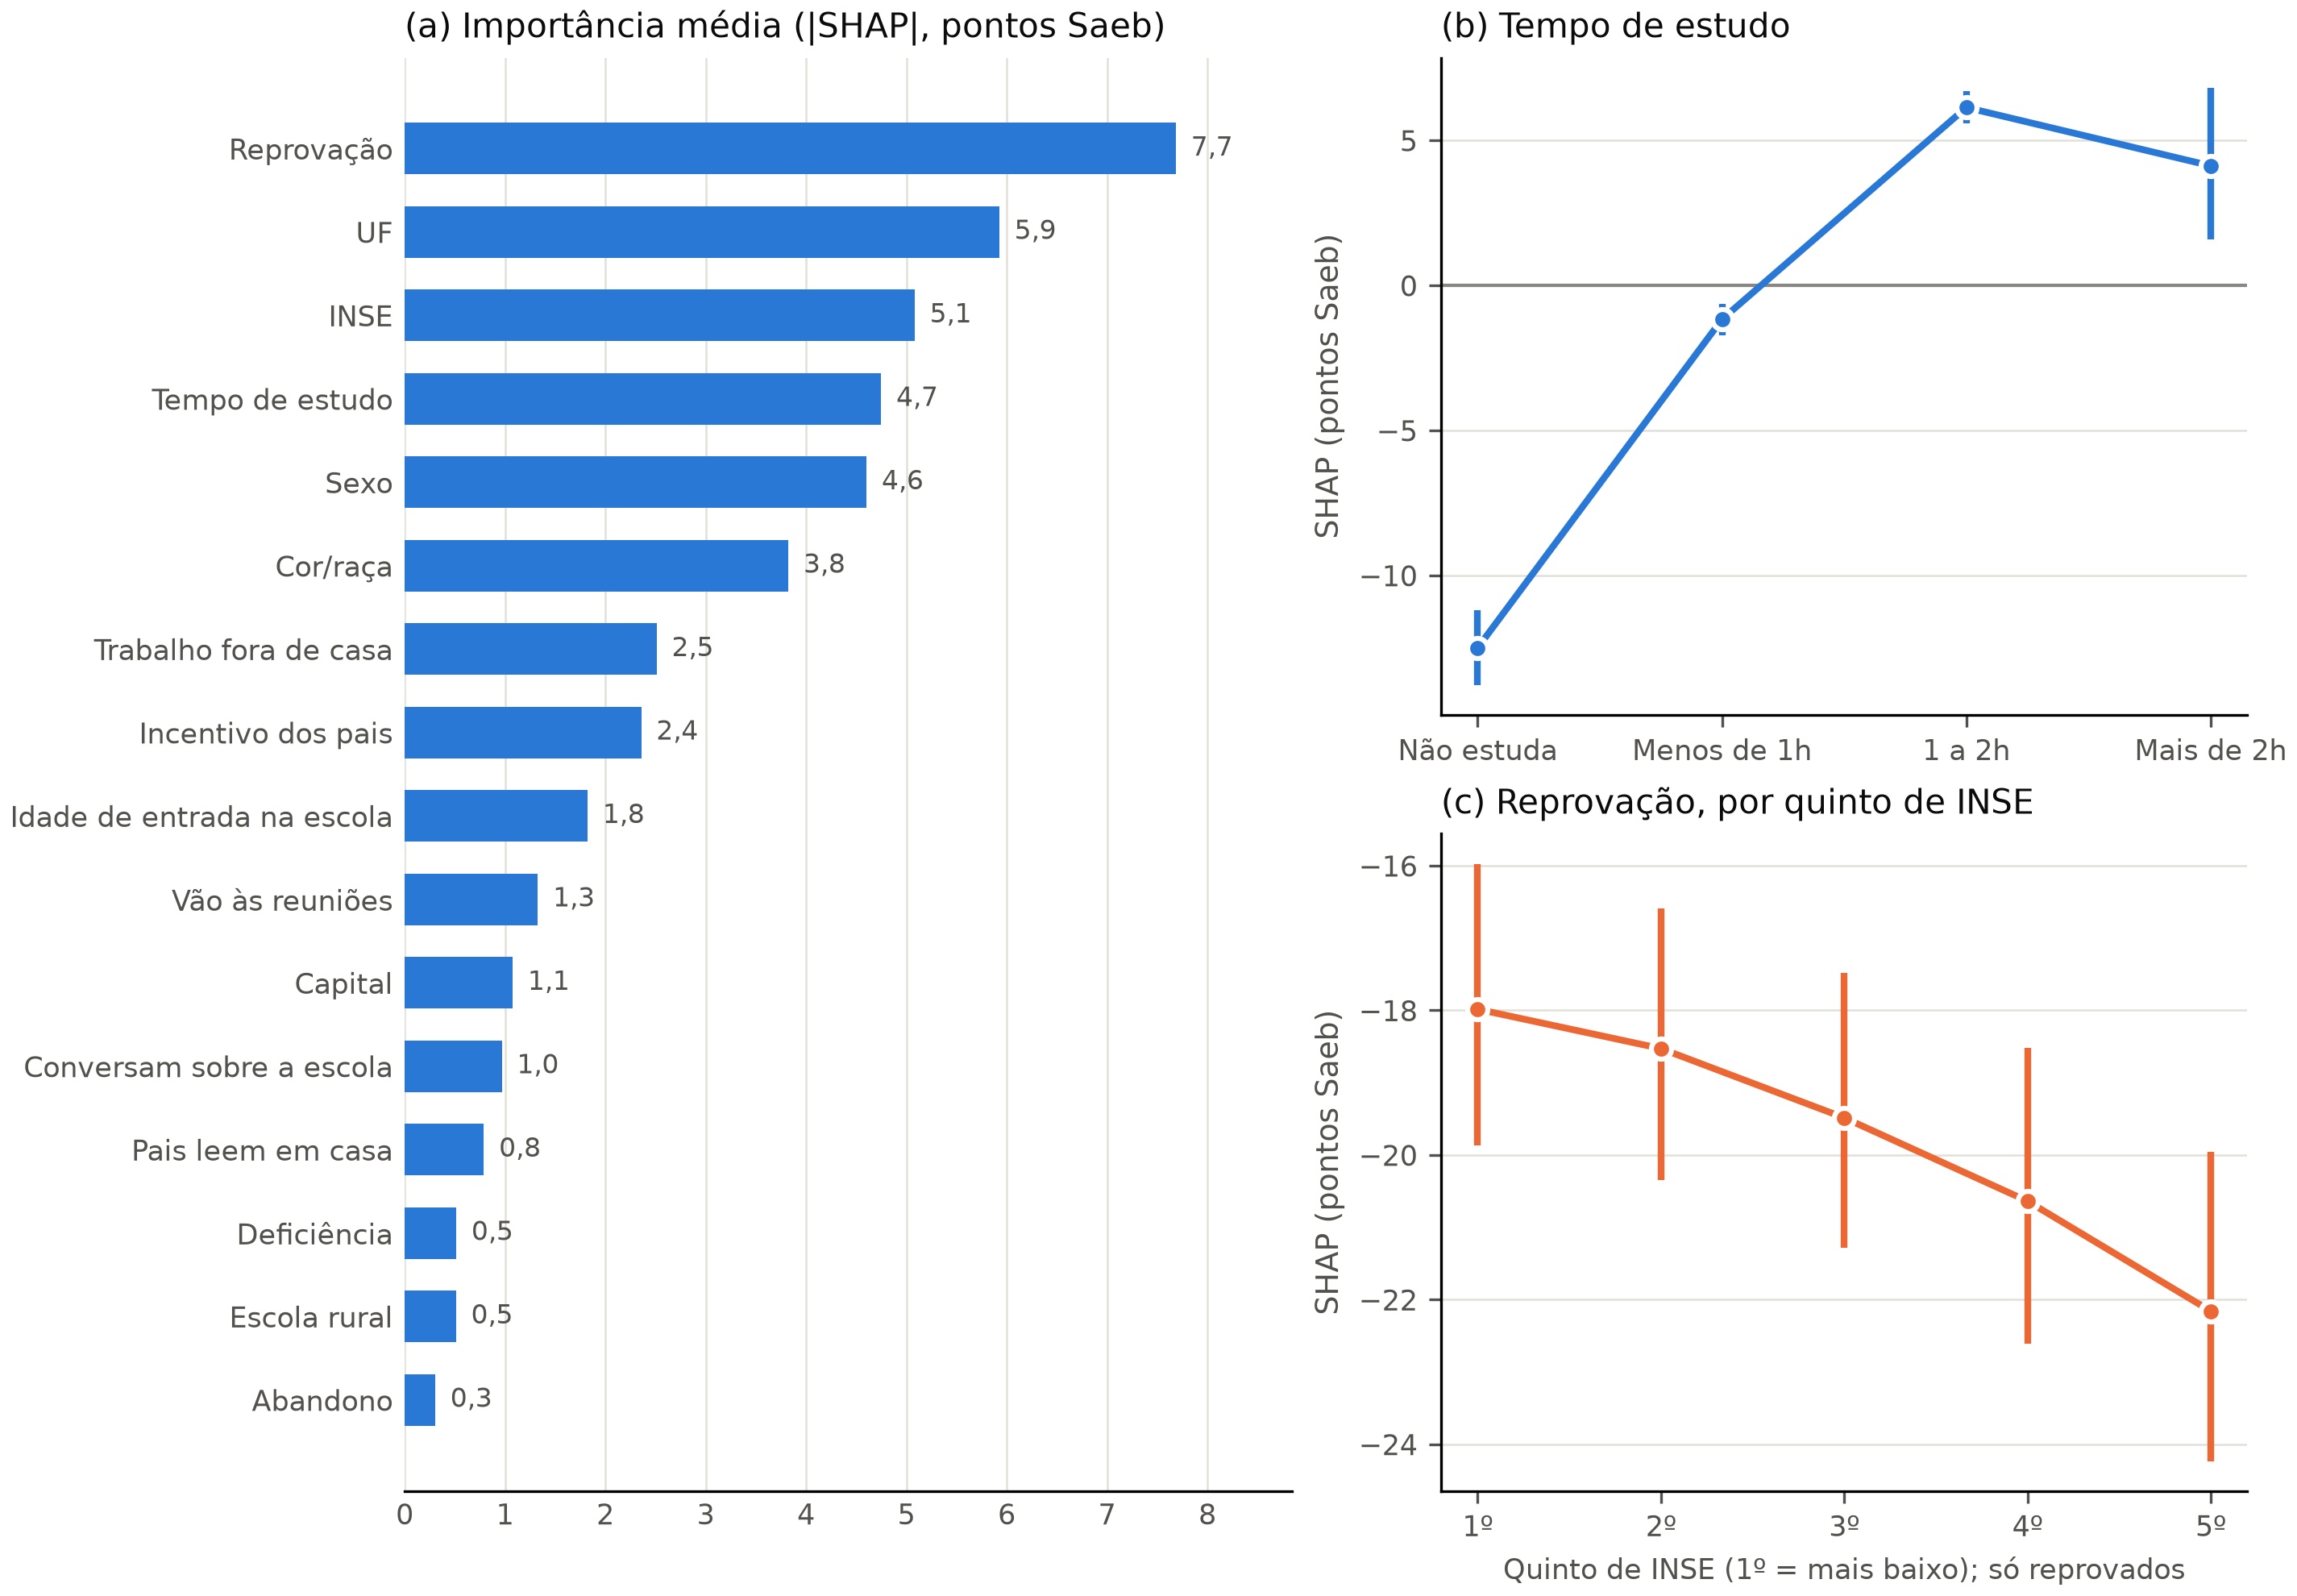 (a) Importância média (|SHAP|, pontos Saeb)
Reprovação 7,7
UF 5,9
INSE 5,1
Tempo de estudo 4,7
Sexo 4,6
Cor/raça 3,8
Trabalho fora de casa 2,5
Incentivo dos pais 2,4
Idade de entrada na escola 1,8
Vão às reuniões 1,3
Capital 1,1
Conversam sobre a escola 1,0
Pais leem em casa 0,8
Deficiência 0,5
Escola rural 0,5
Abandono 0,3
0 1 2 3 4 5 6 7 8
(b) Tempo de estudo
SHAP (pontos Saeb)
5
0
−5
−10
Não estuda Menos de 1h 1 a 2h Mais de 2h
(c) Reprovação, por quinto de INSE
SHAP (pontos Saeb)
−16
−18
−20
−22
−24
1º 2º 3º 4º 5º
Quinto de INSE (1º = mais baixo); só reprovados